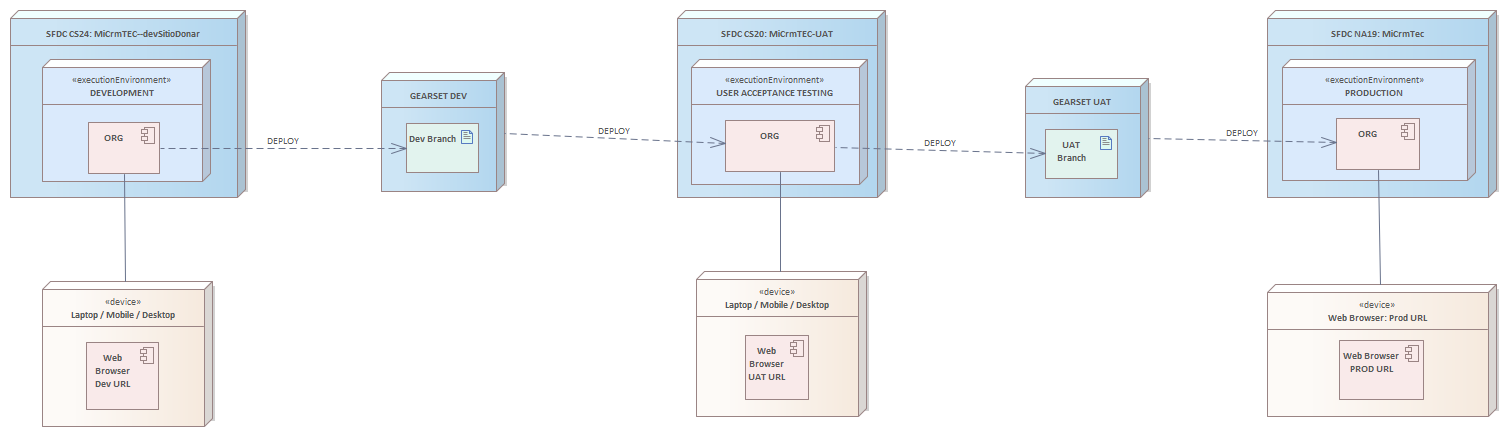 SFDC CS24: MiCrmTEC--devSitioDonar
«executionEnvironment»
DEVELOPMENT
ORG
DEPLOY
GEARSET DEV
Dev Branch
DEPLOY
SFDC CS20: MiCrmTEC-UAT
«executionEnvironment»
USER ACCEPTANCE TESTING
ORG
DEPLOY
GEARSET UAT
UAT
Branch
DEPLOY
SFDC NA19: MiCrmTec
«executionEnvironment»
PRODUCTION
ORG
«device»
Laptop / Mobile / Desktop
Web
Browser
Dev URL
«device»
Laptop / Mobile / Desktop
Web
Browser
UAT URL
«device»
Web Browser: Prod URL
Web Browser
PROD URL